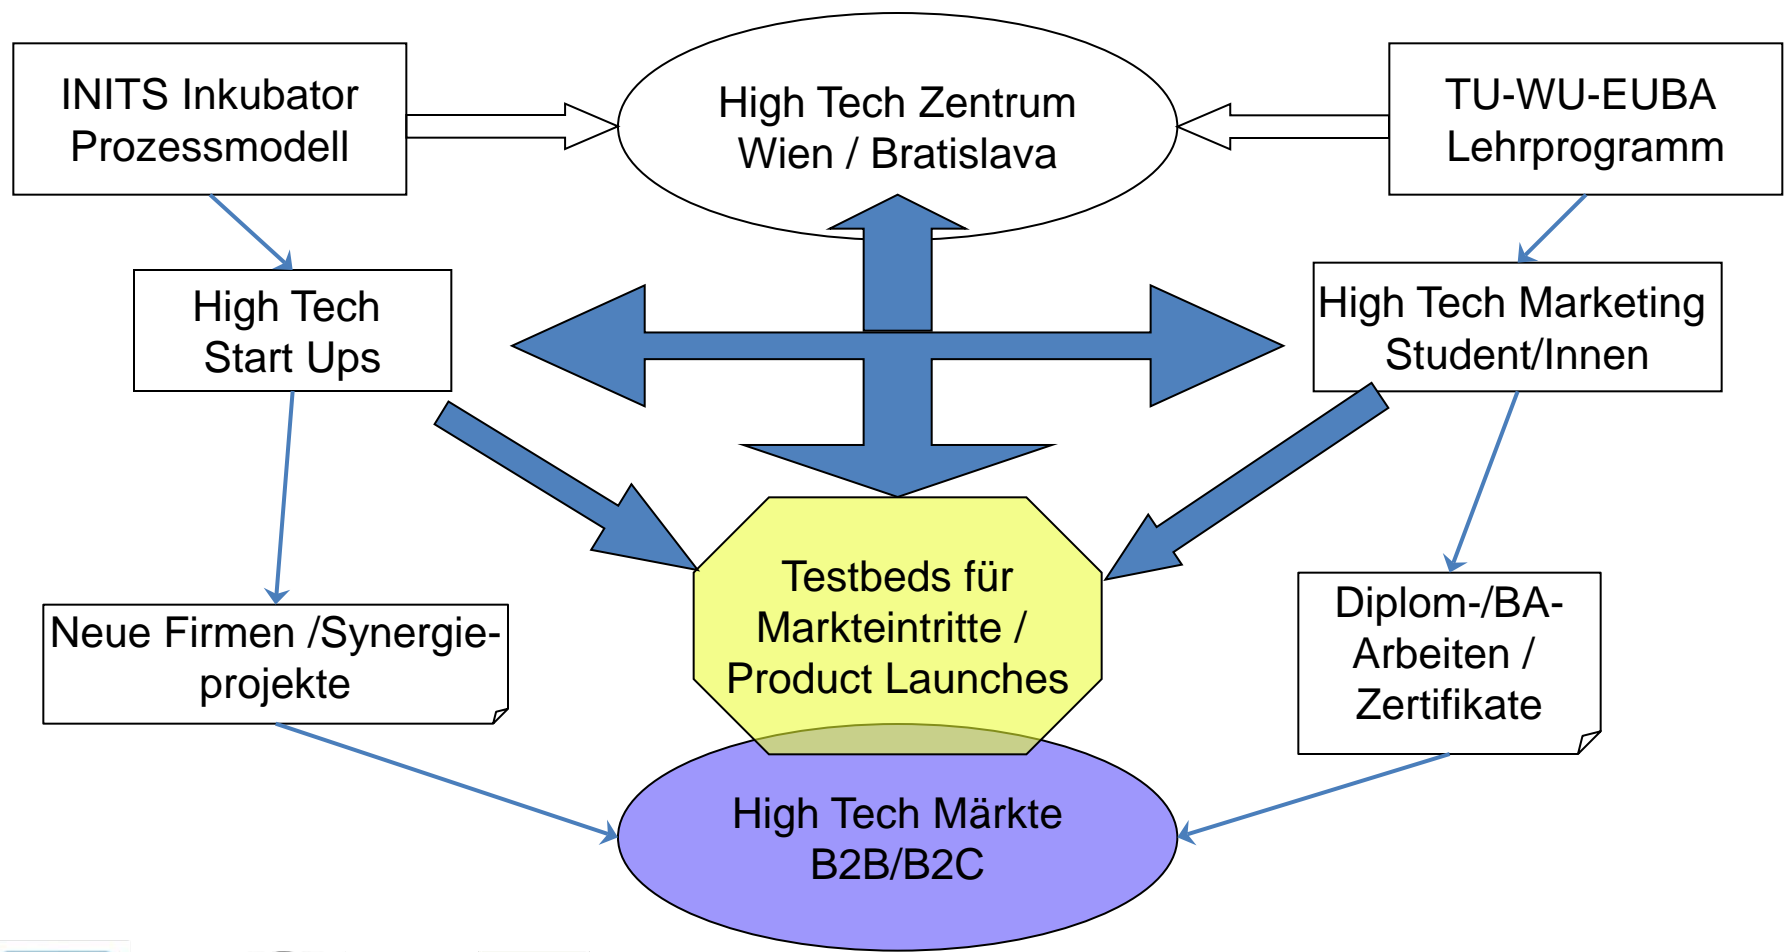 INITS Inkubator
Prozessmodell
High Tech Zentrum
Wien / Bratislava
TU-WU-EUBA
Lehrprogramm
High Tech
Start Ups
High Tech Marketing
Student/Innen
Neue Firmen /Synergie-
projekte
Testbeds für
Markteintritte /
Product Launches
Diplom-/BA-
Arbeiten /
Zertifikate
High Tech Märkte
B2B/B2C